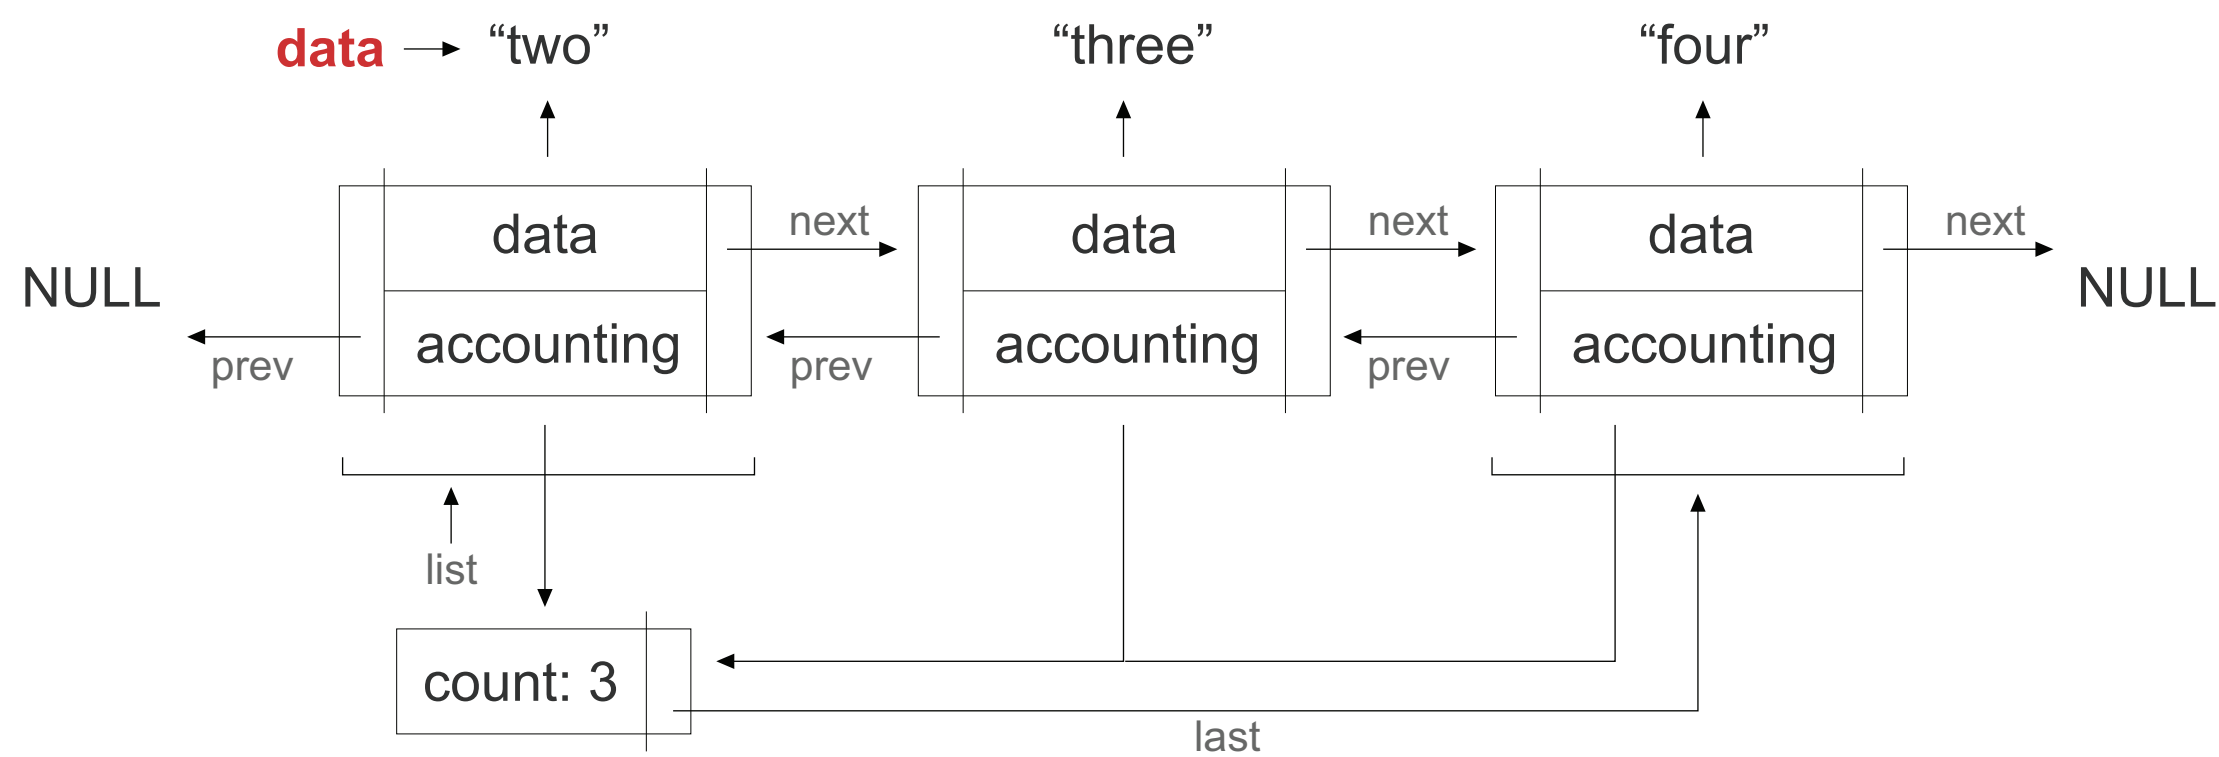 data “two” “three” “four”
data next data next data next
NULL NULL
accounting accounting accounting
prev prev prev
list
count: 3
last